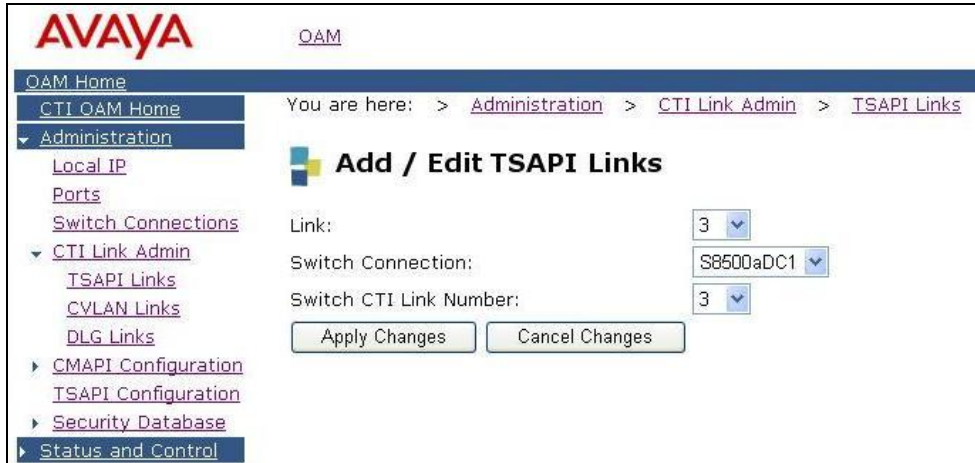 AVAYA
OAM
OAM Home
CTI OAM Home
Administration
Local IP
Ports
Switch Connections
CTI Link Admin
TSAPI Links
CVLAN Links
DLG Links
CMAPI Configuration
TSAPI Configuration
Security Database
Status and Control
You are here: > Administration > CTI Link Admin > TSAPI Links
Add / Edit TSAPI Links
Link: 3
Switch Connection: S8500aDC1
Switch CTI Link Number: 3
Apply Changes Cancel Changes